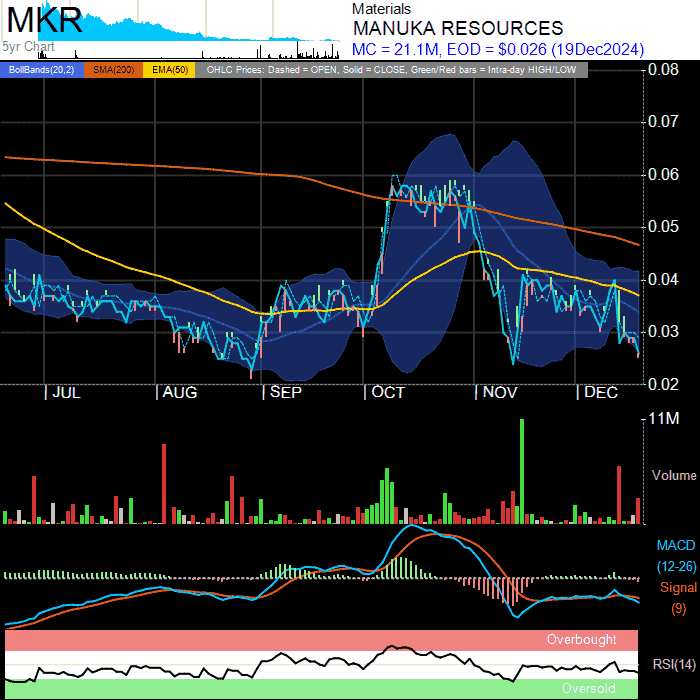 MKR
5yr Chart
Materials
MANUKA RESOURCES
MC = 21.1M, EOD = $0.026 (19Dec2024)
BollBands(20,2) SMA(200) EMA(50) OHLC Prices: Dashed = OPEN, Solid = CLOSE, Green/Red bars = Intra-day HIGH/LOW
0.08
0.07
0.06
0.05
0.04
0.03
0.02
| JUL | AUG | SEP | OCT | NOV | DEC
11M
Volume
MACD
(12-26)
Signal
(9)
Overbought
RSI(14)
Oversold